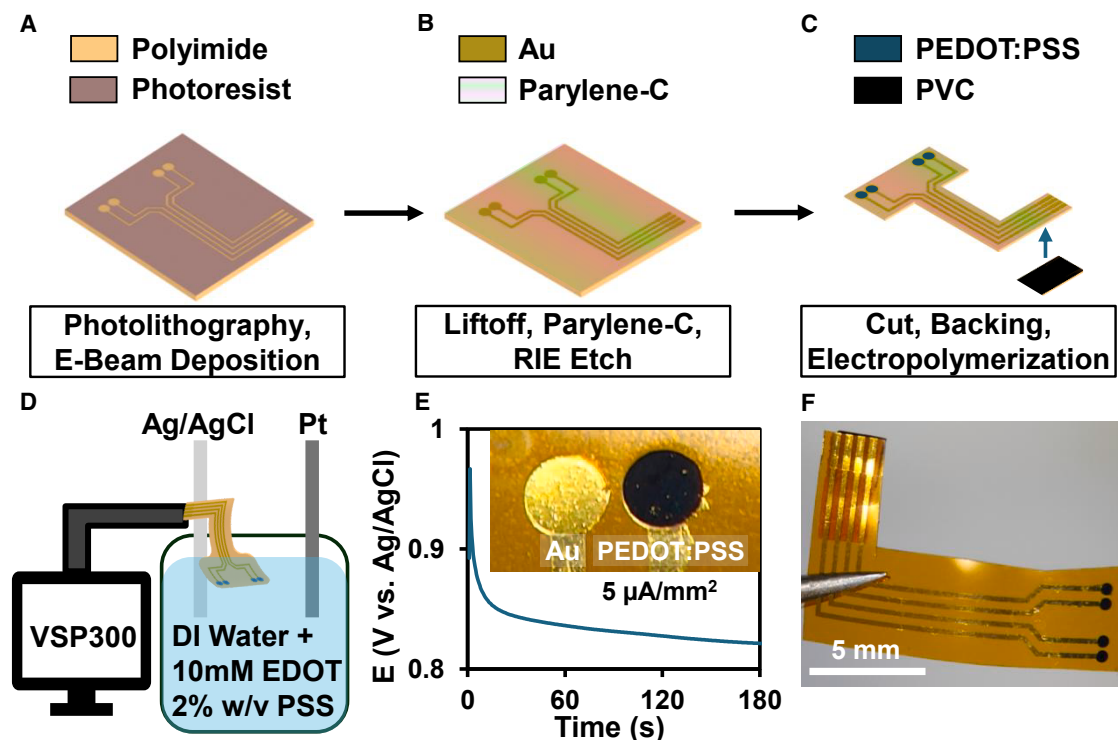 A
Polyimide
Photoresist
Photolithography,
E-Beam Deposition
B
Au
Parylene-C
Liftoff, Parylene-C,
RIE Etch
C
PEDOT:PSS
PVC
Cut, Backing,
Electropolymerization
D
Ag/AgCl
Pt
VSP300
DI Water +
10mM EDOT
2% w/v PSS
E
E (V vs. Ag/AgCl)
1
0.9
0.8
Au PEDOT:PSS
5 µA/mm²
0 60 120 180
Time (s)
F
5 mm